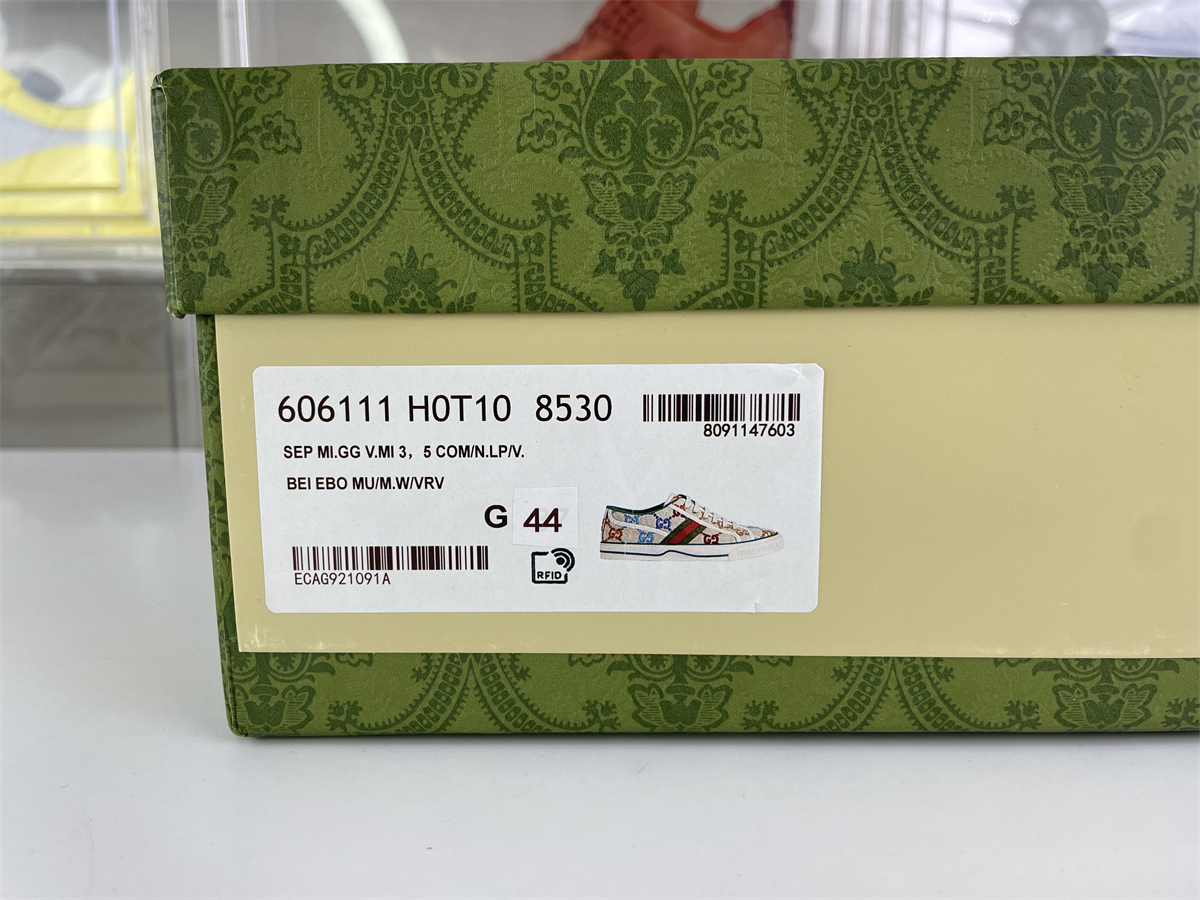 606111 H0T10 8530
8091147603
SEP MI.GG V.MI 3，5 COM/N.LP/V.
BEI EBO MU/M.W/VRV
G 44
ECAG921091A
RFID